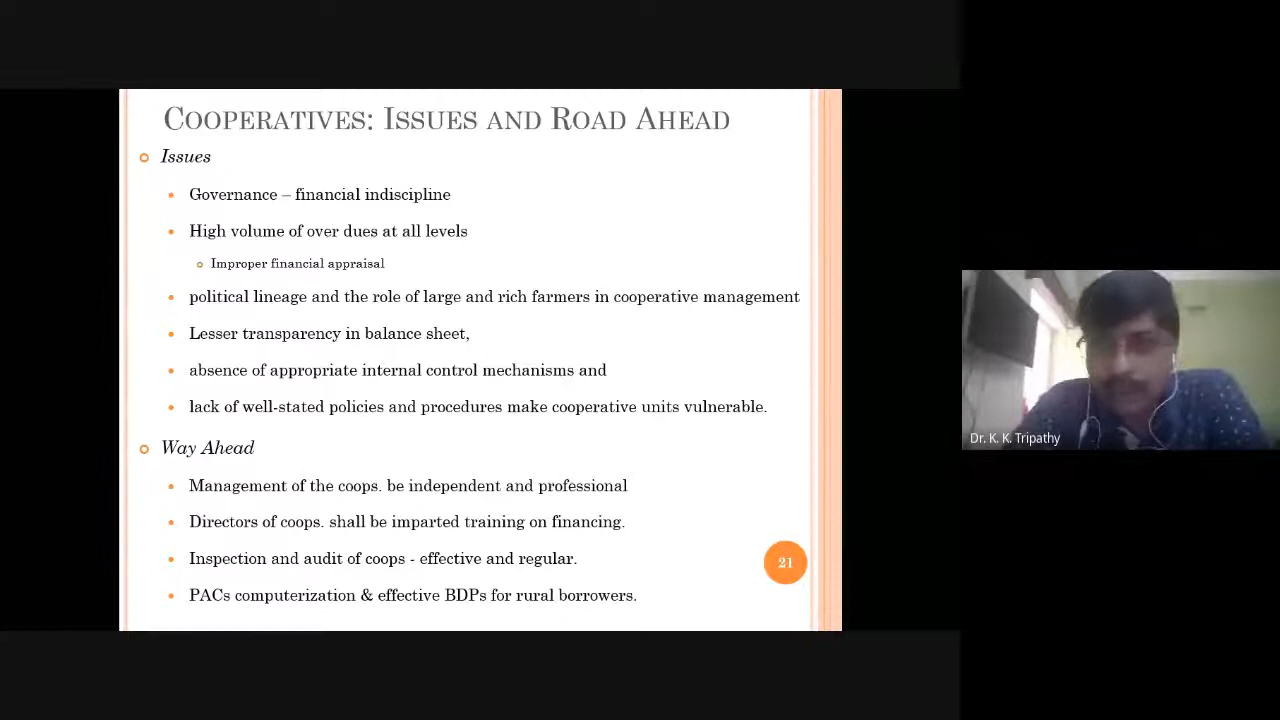 COOPERATIVES: ISSUES AND ROAD AHEAD
Issues
Governance – financial indiscipline
High volume of over dues at all levels
Improper financial appraisal
political lineage and the role of large and rich farmers in cooperative management
Lesser transparency in balance sheet,
absence of appropriate internal control mechanisms and
lack of well-stated policies and procedures make cooperative units vulnerable.
Way Ahead
Management of the coops. be independent and professional
Directors of coops. shall be imparted training on financing.
Inspection and audit of coops - effective and regular.
PACs computerization & effective BDPs for rural borrowers.
21
Dr. K. K. Tripathy